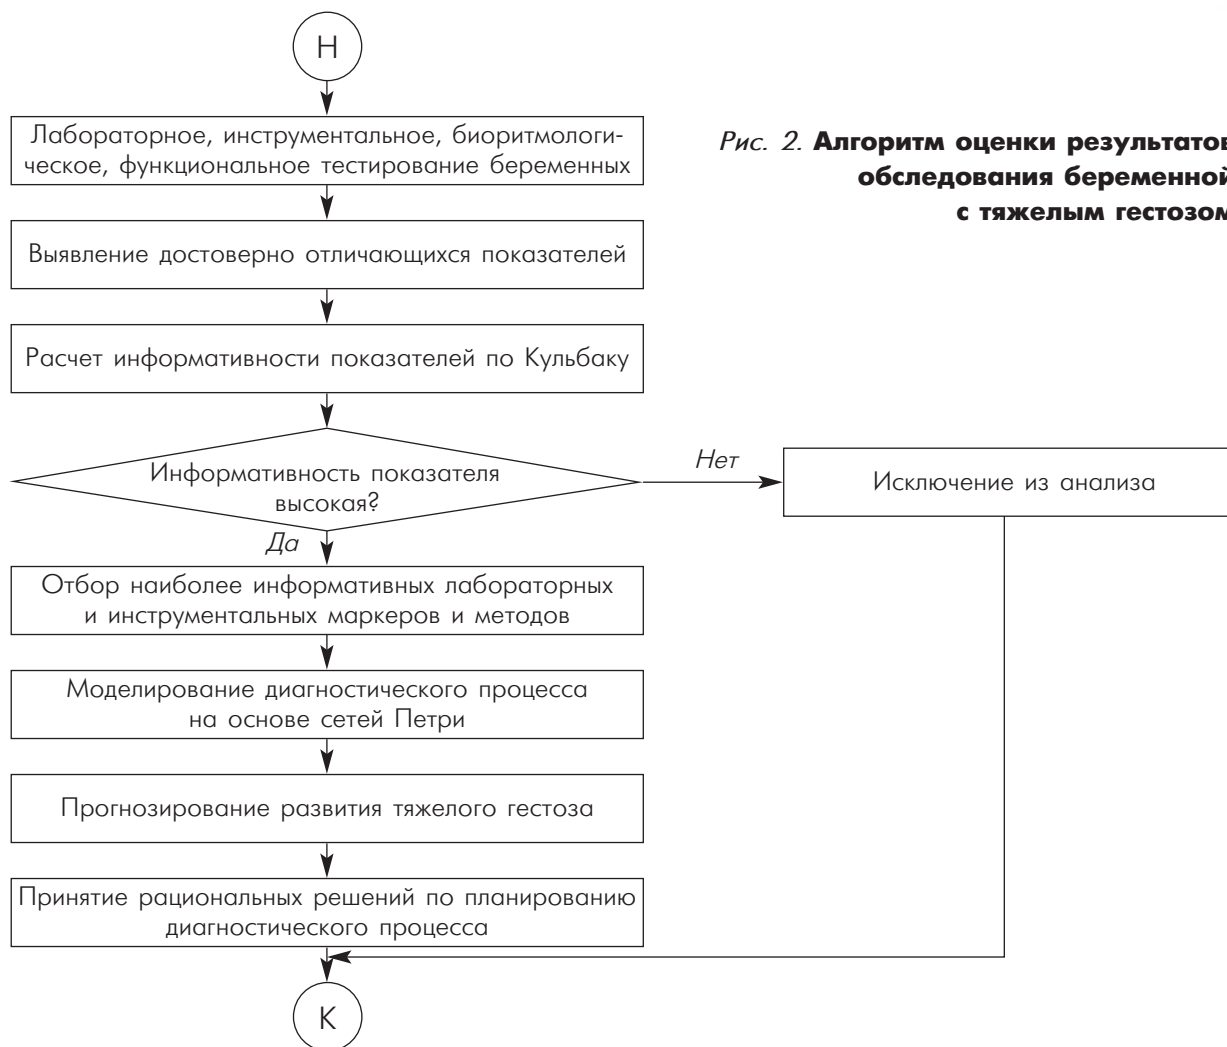 Н
Лабораторное, инструментальное, биоритмологи-
ческое, функциональное тестирование беременных
Рис. 2. Алгоритм оценки результатов
обследования беременной
с тяжелым гестозом
Выявление достоверно отличающихся показателей
Расчет информативности показателей по Кульбаку
Информативность показателя
высокая?
Нет
Исключение из анализа
Да
Отбор наиболее информативных лабораторных
и инструментальных маркеров и методов
Моделирование диагностического процесса
на основе сетей Петри
Прогнозирование развития тяжелого гестоза
Принятие рациональных решений по планированию
диагностического процесса
К